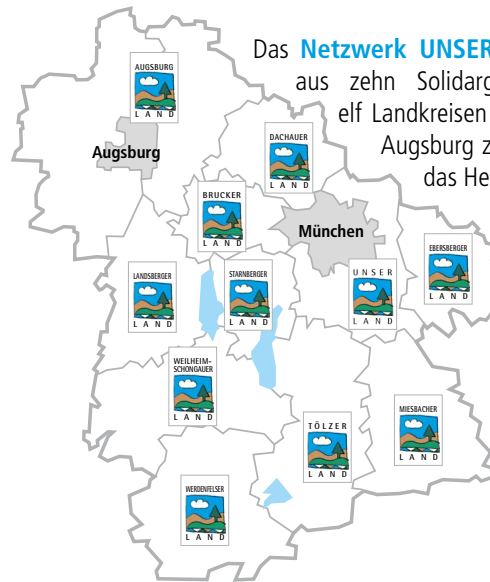 Das Netzwerk UNSER
aus zehn Solidarg
elf Landkreisen
Augsburg z
das He
AUGSBURG
LAND
Augsburg
DACHAUER
LAND
BRUCKER
LAND
München
EBERSBERGER
LAND
LANDSBERGER
LAND
STARNBERGER
LAND
UNSER
LAND
WEILHEIM-
SCHONGAUER
LAND
MIESBACHER
LAND
TÖLZER
LAND
WERDENFELSER
LAND